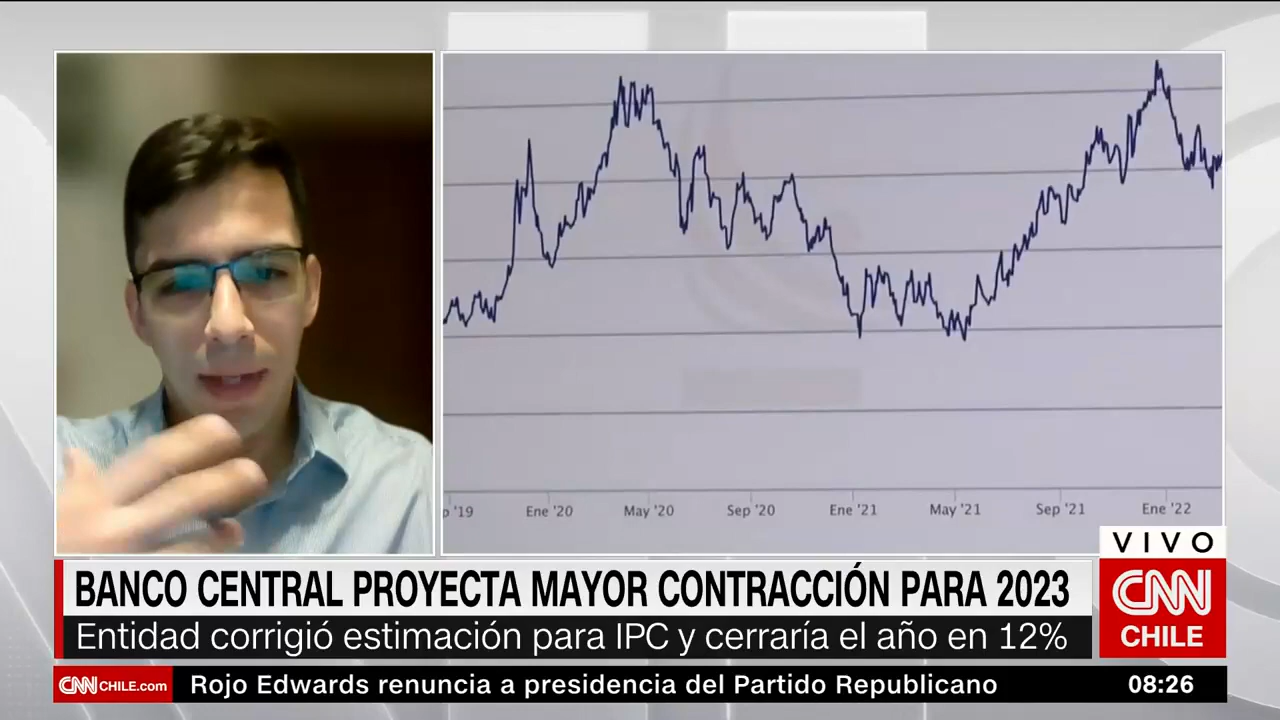 p '19 Ene '20 May '20 Sep '20 Ene '21 May '21 Sep '21 Ene '22
VIVO
CNN
CHILE
BANCO CENTRAL PROYECTA MAYOR CONTRACCIÓN PARA 2023
Entidad corrigió estimación para IPC y cerraría el año en 12%
CNNCHILE.com Rojo Edwards renuncia a presidencia del Partido Republicano 08:26